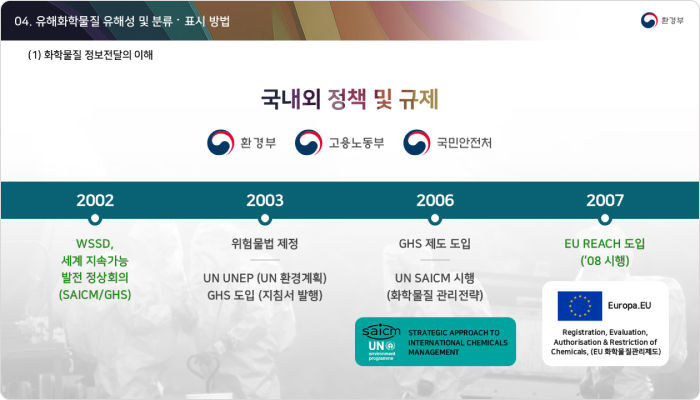 04. 유해화학물질 유해성 및 분류 · 표시 방법
환경부
(1) 화학물질 정보전달의 이해
국내외 정책 및 규제
환경부 고용노동부 국민안전처
2002 2003 2006 2007
WSSD,
세계 지속가능
발전 정상회의
(SAICM/GHS)
위험물법 제정
UN UNEP (UN 환경계획)
GHS 도입 (지침서 발행)
GHS 제도 도입
UN SAICM 시행
(화학물질 관리전략)
saicm
UN
environment
programme
STRATEGIC APPROACH TO
INTERNATIONAL CHEMICALS
MANAGEMENT
EU REACH 도입
('08 시행)
Europa.EU
Registration, Evaluation,
Authorisation & Restriction of
Chemicals, (EU 화학물질관리제도)